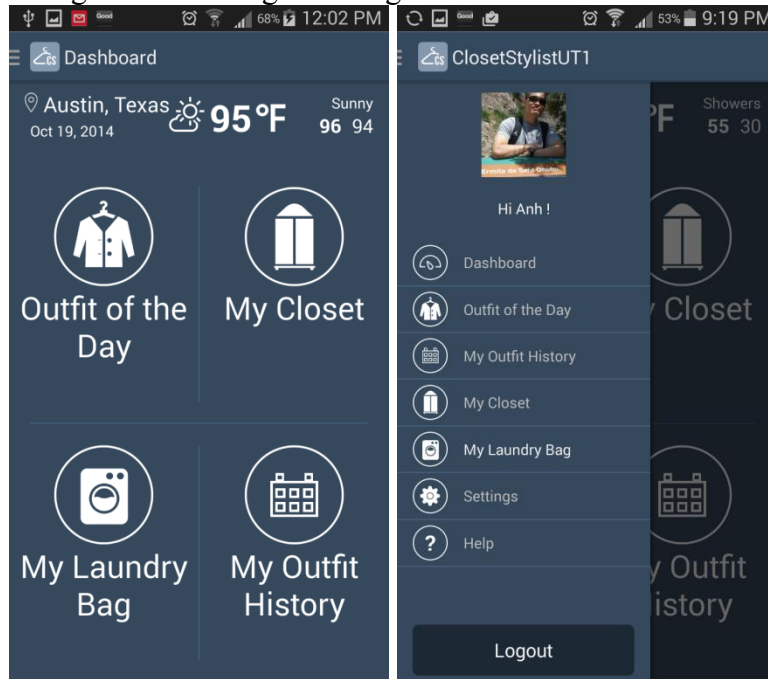 Good
68%
12:02 PM
CS
Dashboard
Austin, Texas
Oct 19, 2014
95°F
Sunny
96 94
Outfit of the
Day
My Closet
My Laundry
Bag
My Outfit
History
Good
53%
9:19 PM
CS
ClosetStylistUT1
°F
Showers
55 30
Hi Anh !
Dashboard
Outfit of the Day
My Outfit History
My Closet
My Laundry Bag
Settings
? Help
Logout
Closet
Outfit
istory